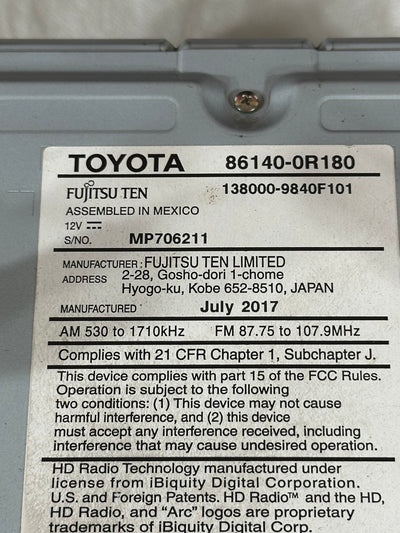 TOYOTA 86140-0R180
FUJITSU TEN 138000-9840F101
ASSEMBLED IN MEXICO
12V
S/NO. MP706211
MANUFACTURER : FUJITSU TEN LIMITED
ADDRESS 2-28, Gosho-dori 1-chome
Hyogo-ku, Kobe 652-8510, JAPAN
MANUFACTURED : July 2017
AM 530 to 1710kHz FM 87.75 to 107.9MHz
Complies with 21 CFR Chapter 1, Subchapter J.
This device complies with part 15 of the FCC Rules.
Operation is subject to the following
two conditions: (1) This device may not cause
harmful interference, and (2) this device
must accept any interference received, including
interference that may cause undesired operation.
HD Radio Technology manufactured under
license from iBiquity Digital Corporation.
U.S. and Foreign Patents. HD Radio™ and the HD,
HD Radio, and "Arc" logos are proprietary
trademarks of iBiquity Digital Corp.